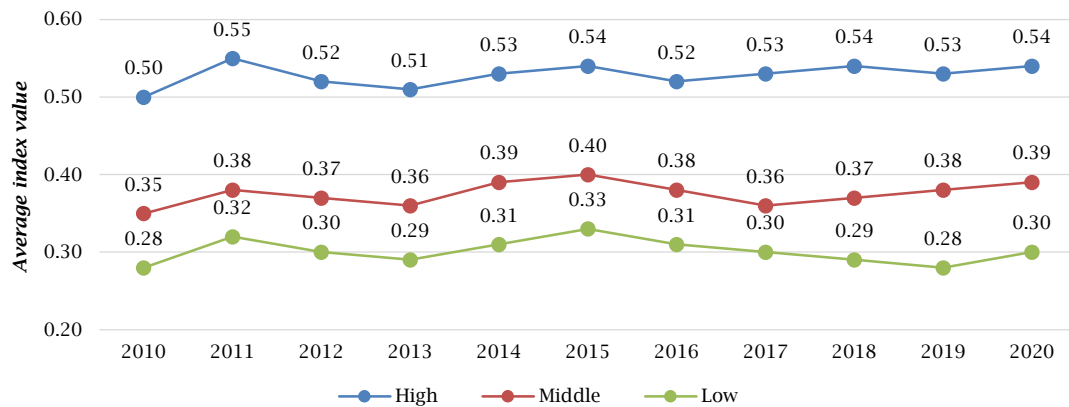 0.60
0.50
0.40
0.30
0.20
Average index value
0.50 0.55 0.52 0.51 0.53 0.54 0.52 0.53 0.54 0.53 0.54
0.35 0.38 0.37 0.36 0.39 0.40 0.38 0.36 0.37 0.38 0.39
0.28 0.32 0.30 0.29 0.31 0.33 0.31 0.30 0.29 0.28 0.30
2010 2011 2012 2013 2014 2015 2016 2017 2018 2019 2020
High Middle Low